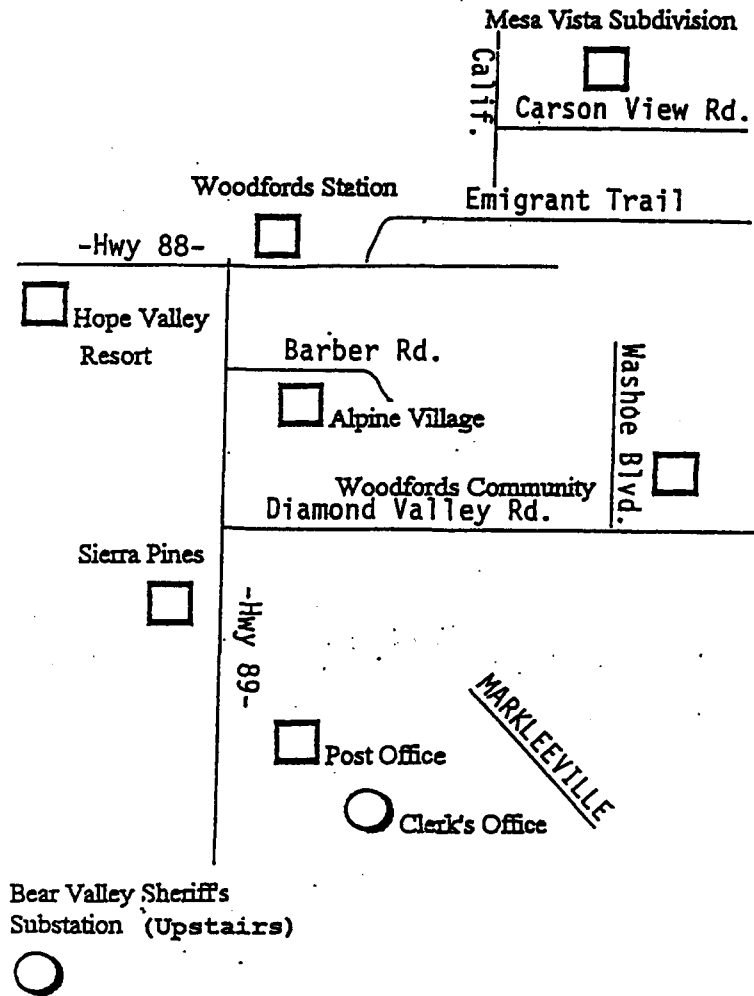 Mesa Vista Subdivision
Calif.
Carson View Rd.
Woodfords Station
Emigrant Trail
-Hwy 88-
Hope Valley
Resort
Barber Rd.
Alpine Village
Washoe Blvd.
Woodfords Community
Diamond Valley Rd.
Sierra Pines
-Hwy 89-
MARKLEEVILLE
Post Office
Clerk's Office
Bear Valley Sheriff's
Substation (Upstairs)